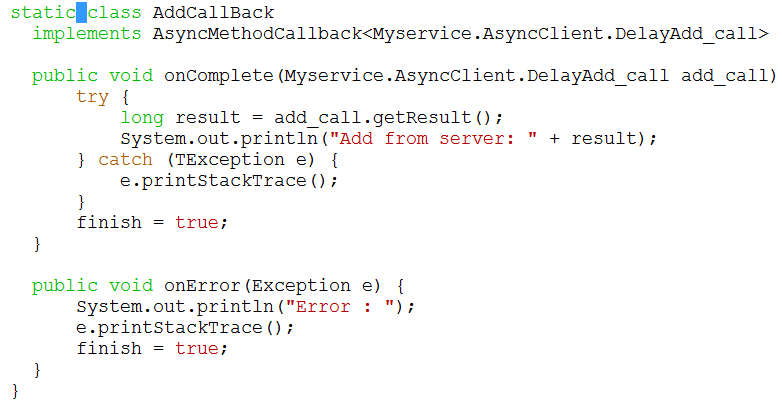 static class AddCallBack
  implements AsyncMethodCallback<Myservice.AsyncClient.DelayAdd_call>

  public void onComplete(Myservice.AsyncClient.DelayAdd_call add_call)
      try {
          long result = add_call.getResult();
          System.out.println("Add from server: " + result);
      } catch (TException e) {
          e.printStackTrace();
      }
      finish = true;
  }

  public void onError(Exception e) {
      System.out.println("Error : ");
      e.printStackTrace();
      finish = true;
  }
}